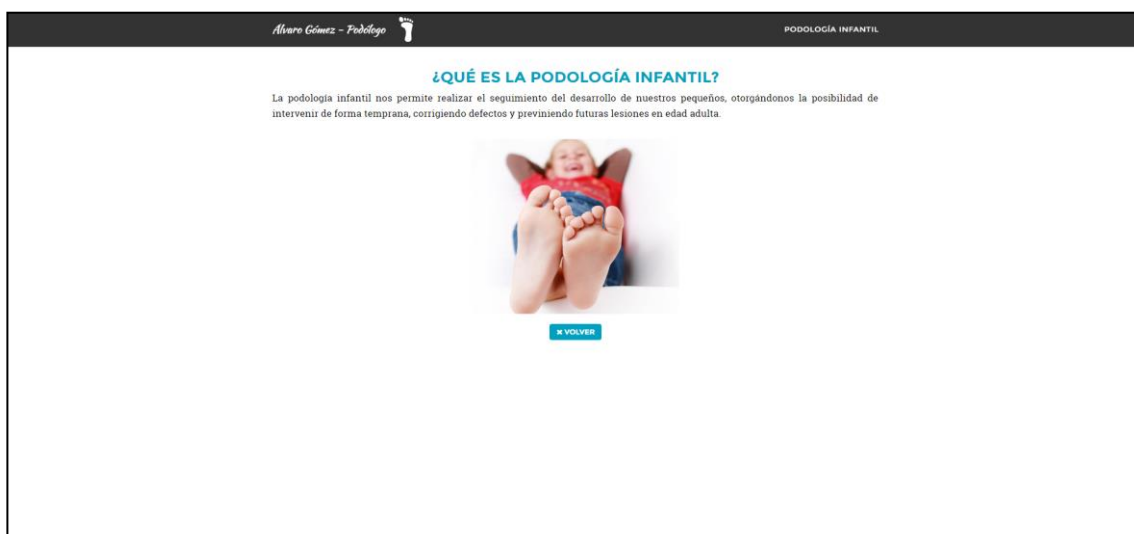 Alvaro Gómez - Podólogo
PODOLOGÍA INFANTIL
¿QUÉ ES LA PODOLOGÍA INFANTIL?
La podología infantil nos permite realizar el seguimiento del desarrollo de nuestros pequeños, otorgándonos la posibilidad de
intervenir de forma temprana, corrigiendo defectos y previniendo futuras lesiones en edad adulta.
✖ VOLVER